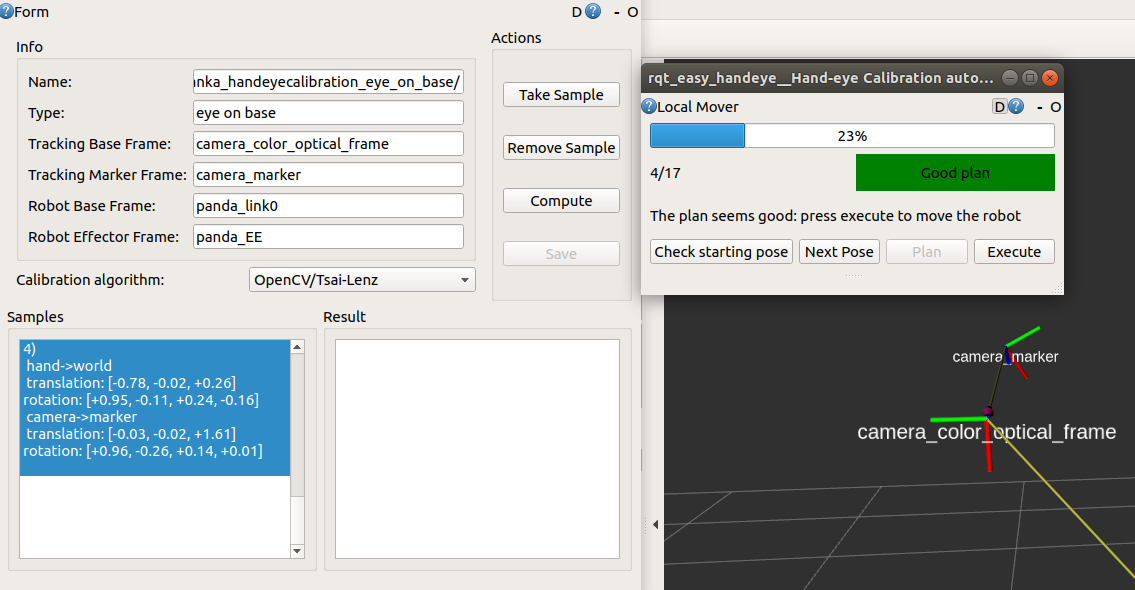 Form
D ? - O
Info
Name:
nka_handeyecalibration_eye_on_base/
Type:
eye on base
Tracking Base Frame:
camera_color_optical_frame
Tracking Marker Frame:
camera_marker
Robot Base Frame:
panda_link0
Robot Effector Frame:
panda_EE
Calibration algorithm:
OpenCV/Tsai-Lenz
Actions
Take Sample
Remove Sample
Compute
Save
Samples
4)
hand->world
translation: [-0.78, -0.02, +0.26]
rotation: [+0.95, -0.11, +0.24, -0.16]
camera->marker
translation: [-0.03, -0.02, +1.61]
rotation: [+0.96, -0.26, +0.14, +0.01]
Result
rqt_easy_handeye__Hand-eye Calibration auto...
Local Mover
D ? - O
23%
4/17
Good plan
The plan seems good: press execute to move the robot
Check starting pose
Next Pose
Plan
Execute
camera_marker
camera_color_optical_frame